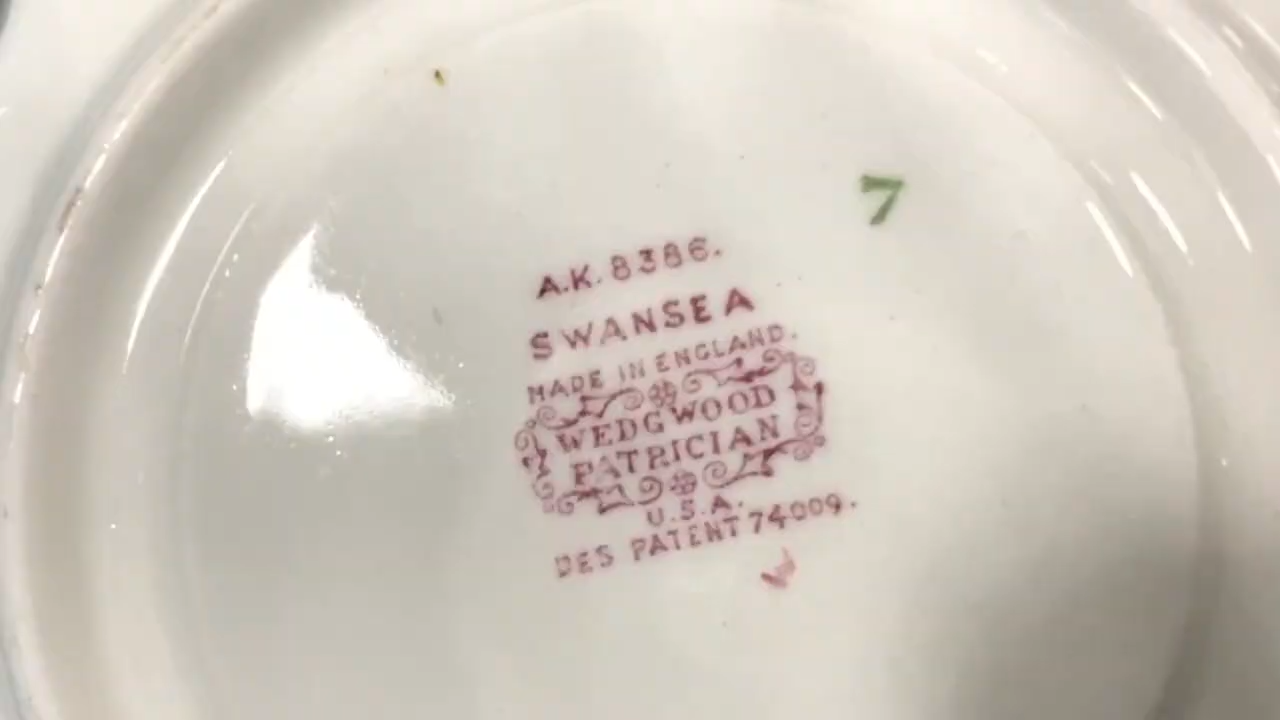 7
A.K. 8386.
SWANSEA
MADE IN ENGLAND.
WEDGWOOD
PATRICIAN
U.S.A.
DES PATENT 74009.